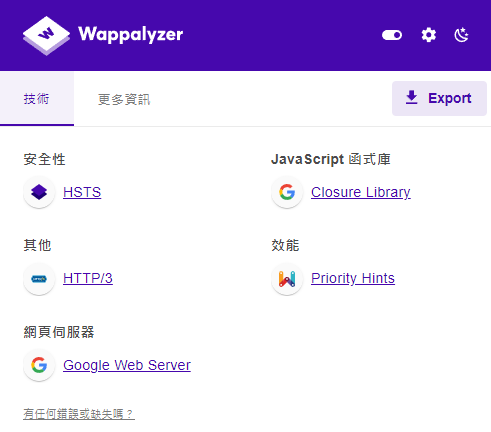 Wappalyzer
技術
更多資訊
Export
安全性
HSTS
JavaScript 函式庫
Closure Library
其他
HTTP/3
效能
Priority Hints
網頁伺服器
Google Web Server
有任何錯誤或缺失嗎？